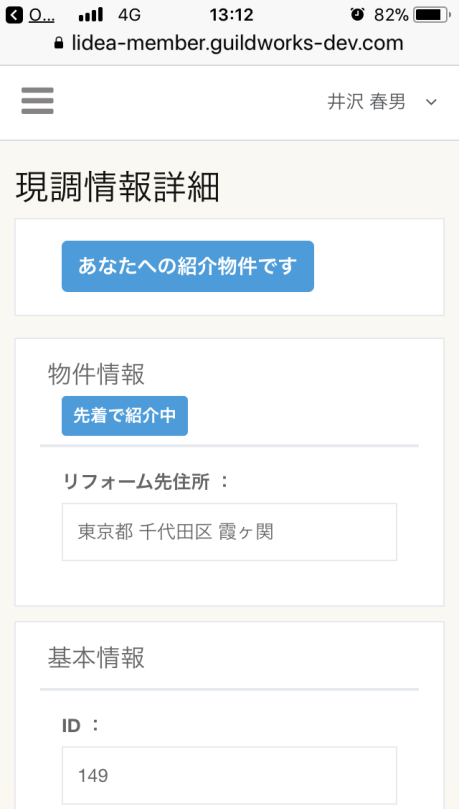 O... 4G 13:12 82%
lidea-member.guildworks-dev.com
井沢 春男
現調情報詳細
あなたへの紹介物件です
物件情報
先着で紹介中
リフォーム先住所 ：
東京都 千代田区 霞ヶ関
基本情報
ID ：
149